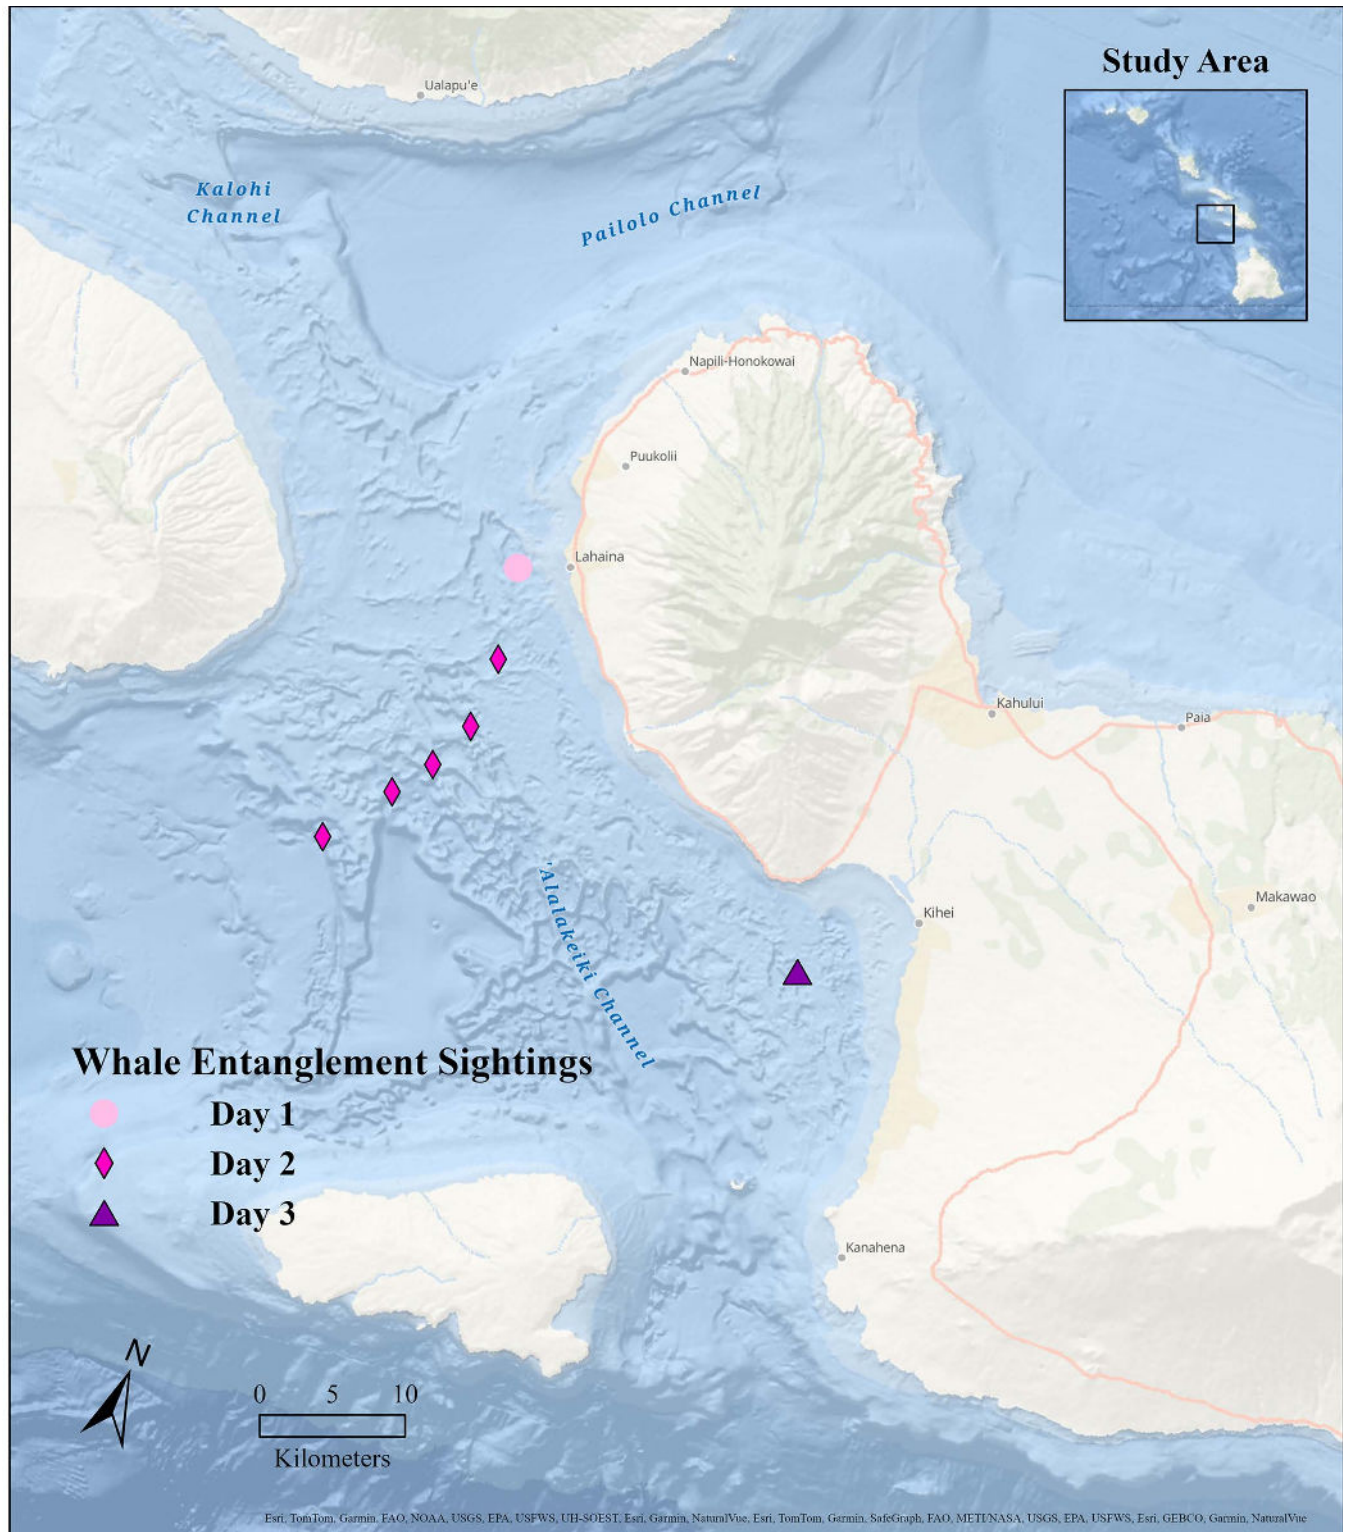 Study Area
Ualapu'e
Kalohi
Channel
Pailolo Channel
Napili-Honokowai
Puukolii
Lahaina
Kahului
Paia
Makawao
Kihei
'Alalakeiki Channel
Whale Entanglement Sightings
Day 1
Day 2
Day 3
Kanahena
N
0 5 10
Kilometers
Esri, TomTom, Garmin, FAO, NOAA, USGS, EPA, USFWS, UH-SOEST, Esri, Garmin, NaturalVue, Esri, TomTom, Garmin, SafeGraph, FAO, METI/NASA, USGS, EPA, USFWS, Esri, GEBCO, Garmin, NaturalVue